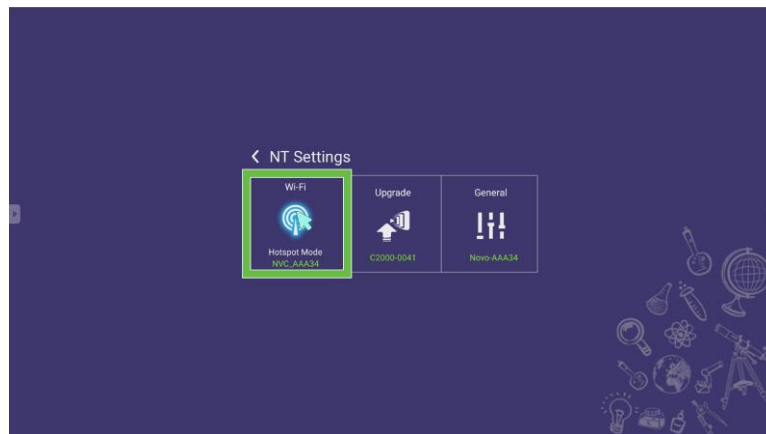 NT Settings
Wi-Fi
Hotspot Mode
NVC_AAA34
Upgrade
C2000-0041
General
Novo-AAA34